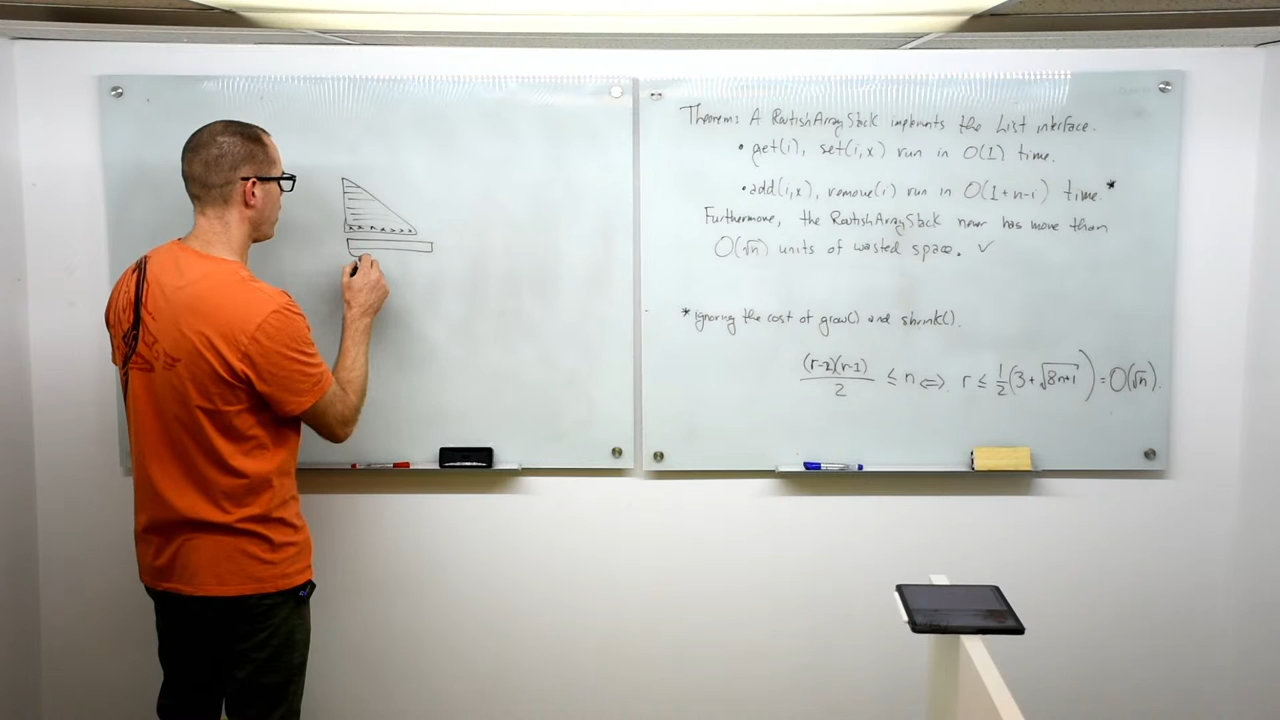 Theorem: A RootishArrayStack implements the List interface.
• get(i), set(i,x) run in O(1) time.
• add(i,x), remove(i) run in O(1+n-i) time.*
Furthermore, the RootishArrayStack never has more than
O(√n) units of wasted space. ✓
* ignoring the cost of grow() and shrink().
(r-2)(r-1)/2 ≤ n ⇔ r ≤ 1/2(3+√8n+1) = O(√n).